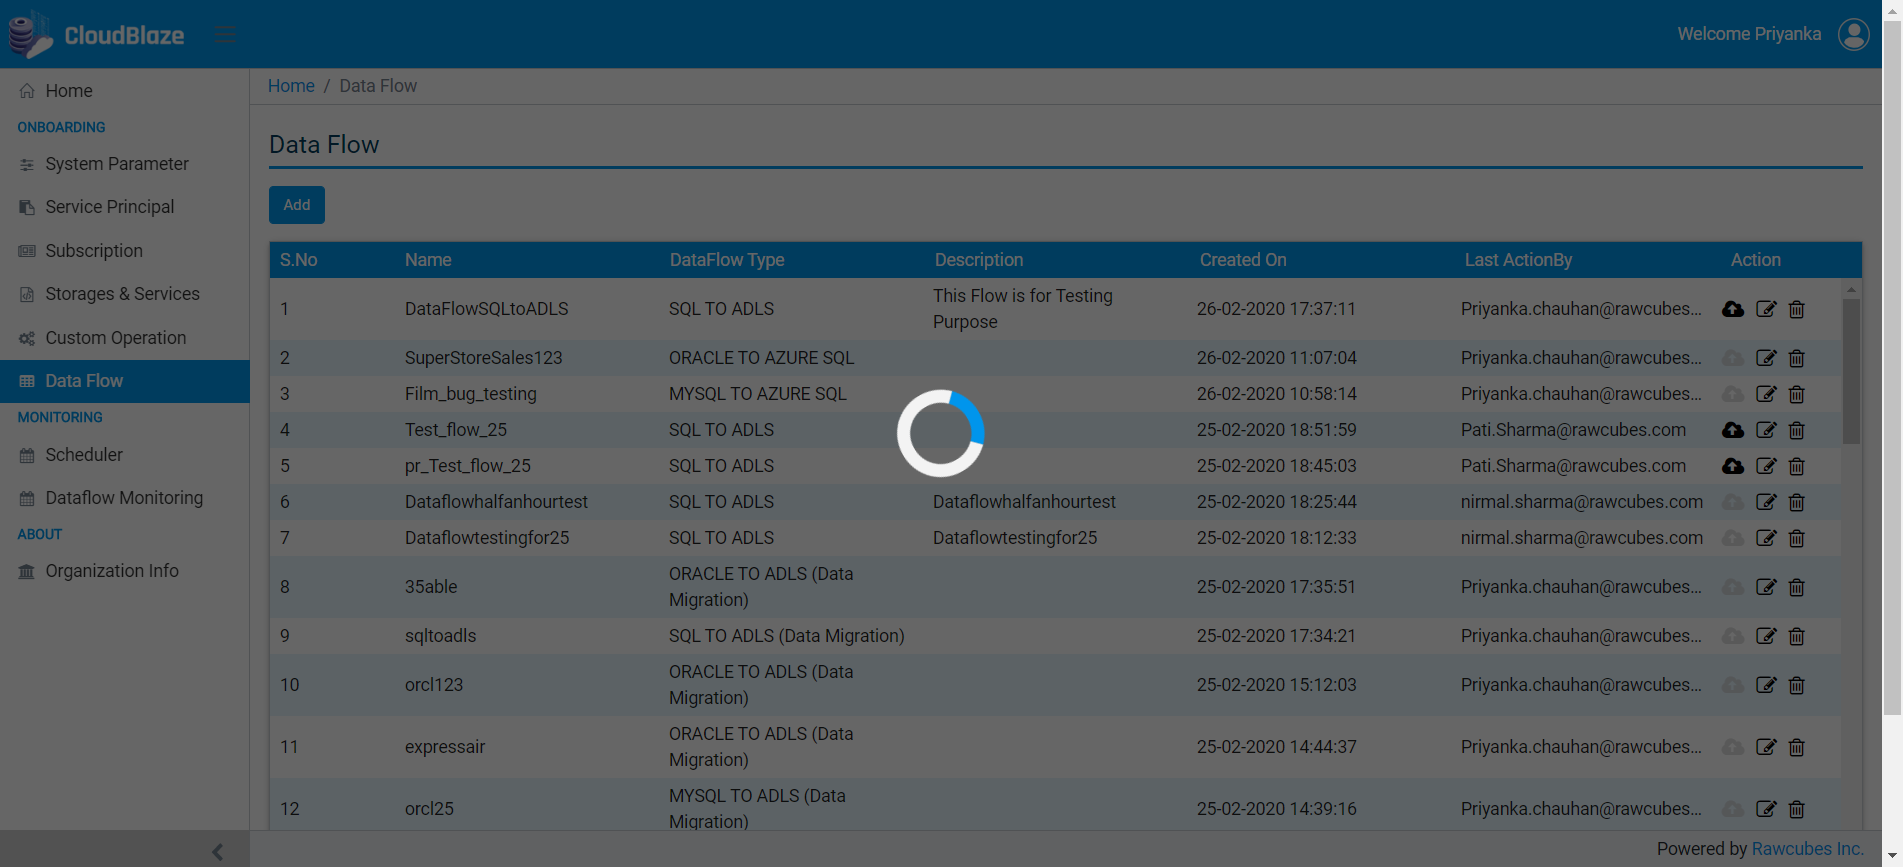 CloudBlaze
Welcome Priyanka
Home
ONBOARDING
System Parameter
Service Principal
Subscription
Storages & Services
Custom Operation
Data Flow
MONITORING
Scheduler
Dataflow Monitoring
ABOUT
Organization Info
Home / Data Flow
Data Flow
Add
S.No Name DataFlow Type Description Created On Last ActionBy Action
1 DataFlowSQLtoADLS SQL TO ADLS This Flow is for Testing
Purpose 26-02-2020 17:37:11 Priyanka.chauhan@rawcubes...
2 SuperStoreSales123 ORACLE TO AZURE SQL 26-02-2020 11:07:04 Priyanka.chauhan@rawcubes...
3 Film_bug_testing MYSQL TO AZURE SQL 26-02-2020 10:58:14 Priyanka.chauhan@rawcubes...
4 Test_flow_25 SQL TO ADLS 25-02-2020 18:51:59 Pati.Sharma@rawcubes.com
5 pr_Test_flow_25 SQL TO ADLS 25-02-2020 18:45:03 Pati.Sharma@rawcubes.com
6 Dataflowhalfanhourtest SQL TO ADLS Dataflowhalfanhourtest 25-02-2020 18:25:44 nirmal.sharma@rawcubes.com
7 Dataflowtestingfor25 SQL TO ADLS Dataflowtestingfor25 25-02-2020 18:12:33 nirmal.sharma@rawcubes.com
8 35able ORACLE TO ADLS (Data
Migration) 25-02-2020 17:35:51 Priyanka.chauhan@rawcubes...
9 sqltoadls SQL TO ADLS (Data Migration) 25-02-2020 17:34:21 Priyanka.chauhan@rawcubes...
10 orcl123 ORACLE TO ADLS (Data
Migration) 25-02-2020 15:12:03 Priyanka.chauhan@rawcubes...
11 expressair ORACLE TO ADLS (Data
Migration) 25-02-2020 14:44:37 Priyanka.chauhan@rawcubes...
12 orcl25 MYSQL TO ADLS (Data
Migration) 25-02-2020 14:39:16 Priyanka.chauhan@rawcubes...
Powered by Rawcubes Inc.